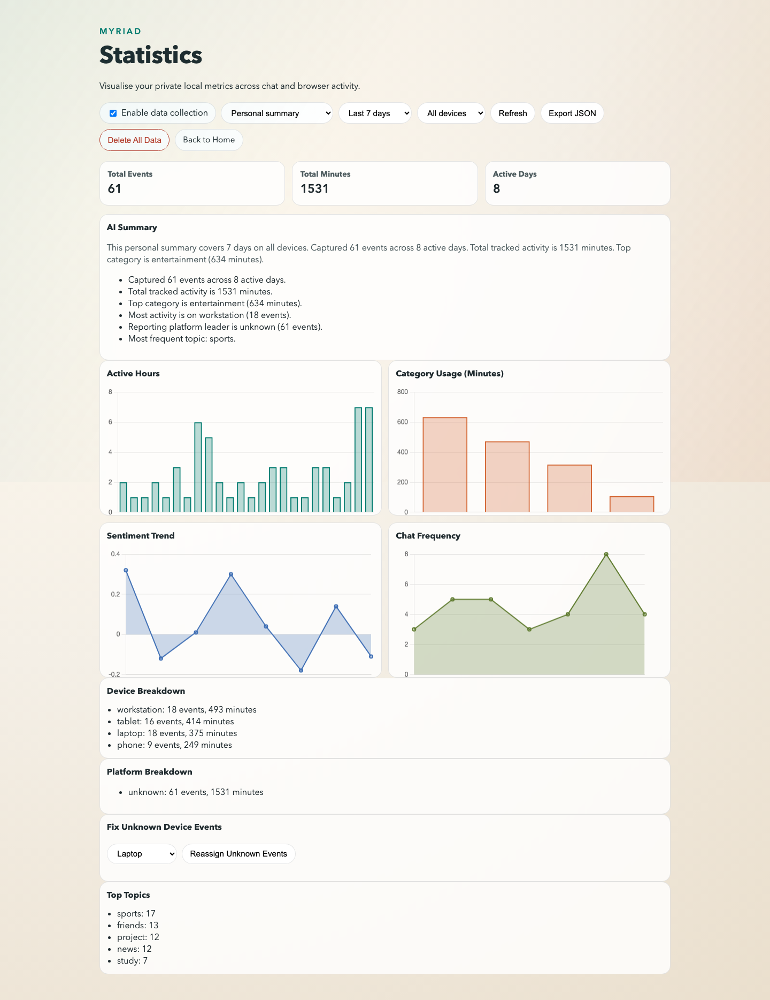 MYRIAD
Statistics
Visualise your private local metrics across chat and browser activity.
Enable data collection
Personal summary
Last 7 days
All devices
Refresh
Export JSON
Delete All Data
Back to Home
Total Events
61
Total Minutes
1531
Active Days
8
AI Summary
This personal summary covers 7 days on all devices. Captured 61 events across 8 active days. Total tracked activity is 1531 minutes. Top
category is entertainment (634 minutes).
Captured 61 events across 8 active days.
Total tracked activity is 1531 minutes.
Top category is entertainment (634 minutes).
Most activity is on workstation (18 events).
Reporting platform leader is unknown (61 events).
Most frequent topic: sports.
Active Hours
8
6
4
2
0
Category Usage (Minutes)
800
600
400
200
0
Sentiment Trend
0.4
0.2
0
-0.2
Chat Frequency
8
6
4
2
0
Device Breakdown
workstation: 18 events, 493 minutes
tablet: 16 events, 414 minutes
laptop: 18 events, 375 minutes
phone: 9 events, 249 minutes
Platform Breakdown
unknown: 61 events, 1531 minutes
Fix Unknown Device Events
Laptop
Reassign Unknown Events
Top Topics
sports: 17
friends: 13
project: 12
news: 12
study: 7